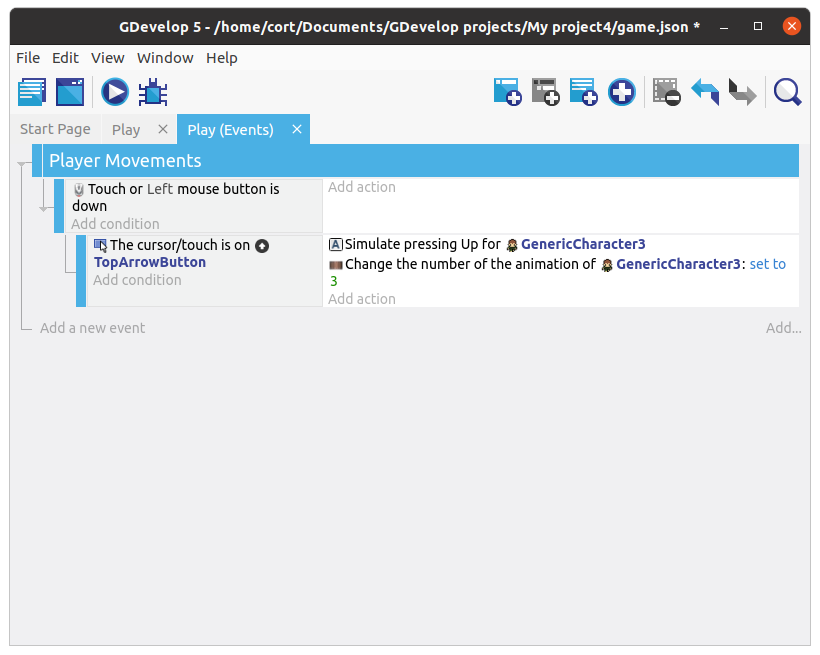 GDevelop 5 - /home/cort/Documents/GDevelop projects/My project4/game.json *
File Edit View Window Help
Start Page Play Play (Events)
Player Movements
Touch or Left mouse button is
down
Add condition
Add action
The cursor/touch is on
TopArrowButton
Add condition
Simulate pressing Up for GenericCharacter3
Change the number of the animation of GenericCharacter3: set to
3
Add action
Add a new event Add...